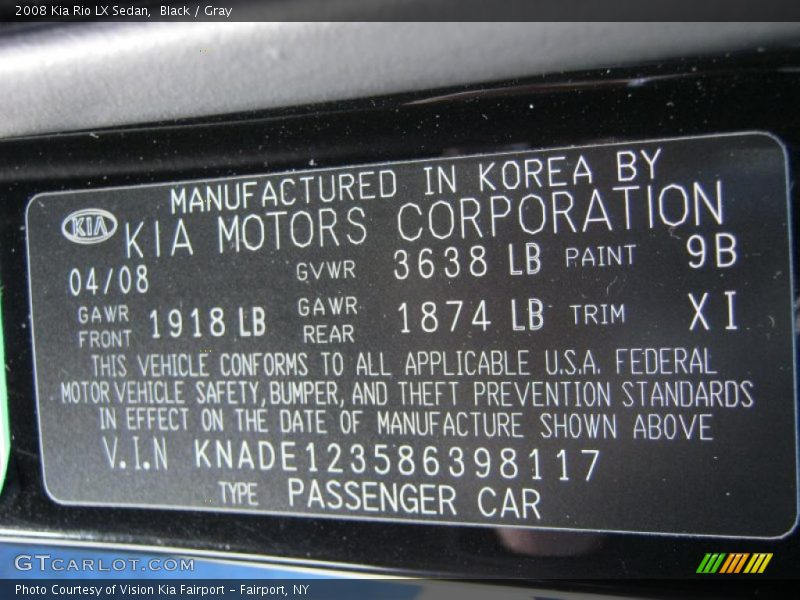 2008 Kia Rio LX Sedan, Black / Gray
MANUFACTURED IN KOREA BY
KIA KIA MOTORS CORPORATION
04/08 GVWR 3638 LB PAINT 9B
GAWR FRONT 1918 LB GAWR REAR 1874 LB TRIM XI
THIS VEHICLE CONFORMS TO ALL APPLICABLE U.S.A. FEDERAL
MOTOR VEHICLE SAFETY, BUMPER, AND THEFT PREVENTION STANDARDS
IN EFFECT ON THE DATE OF MANUFACTURE SHOWN ABOVE
V.I.N KNADE123586398117
TYPE PASSENGER CAR
GTCARLOT.COM
Photo Courtesy of Vision Kia Fairport - Fairport, NY